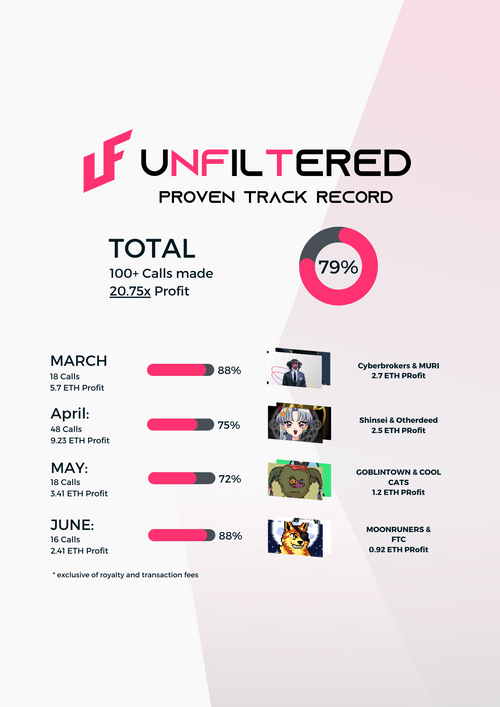 UNFILTERED
PROVEN TRACK RECORD
TOTAL
100+ Calls made
20.75x Profit
79%
MARCH
18 Calls
5.7 ETH Profit
88%
Cyberbrokers & MURI
2.7 ETH PRofit
April:
48 Calls
9.23 ETH Profit
75%
Shinsei & Otherdeed
2.5 ETH PRofit
MAY:
18 Calls
3.41 ETH Profit
72%
GOBLINTOWN & COOL
CATS
1.2 ETH PRofit
JUNE:
16 Calls
2.41 ETH Profit
88%
MOONRUNERS &
FTC
0.92 ETH PRofit
* exclusive of royalty and transaction fees